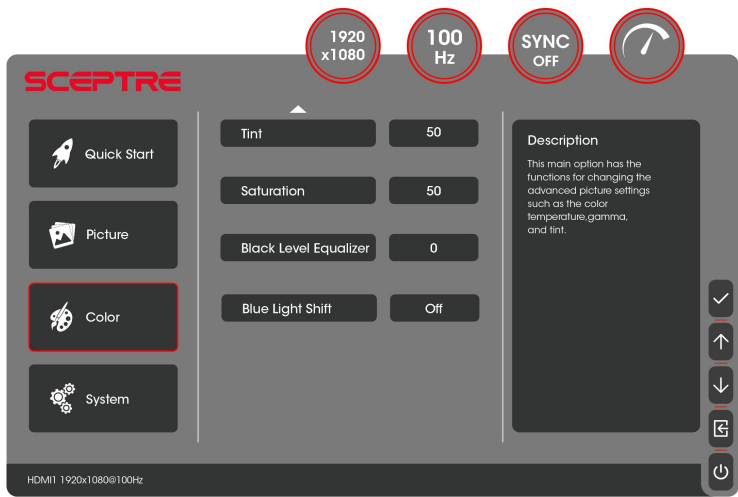 1920
x1080
100
Hz
SYNC
OFF
SCEPTRE
Quick Start
Picture
Color
System
Tint
50
Saturation
50
Black Level Equalizer
0
Blue Light Shift
Off
Description
This main option has the
functions for changing the
advanced picture settings
such as the color
temperature,gamma,
and tint.
HDMI1 1920x1080@100Hz